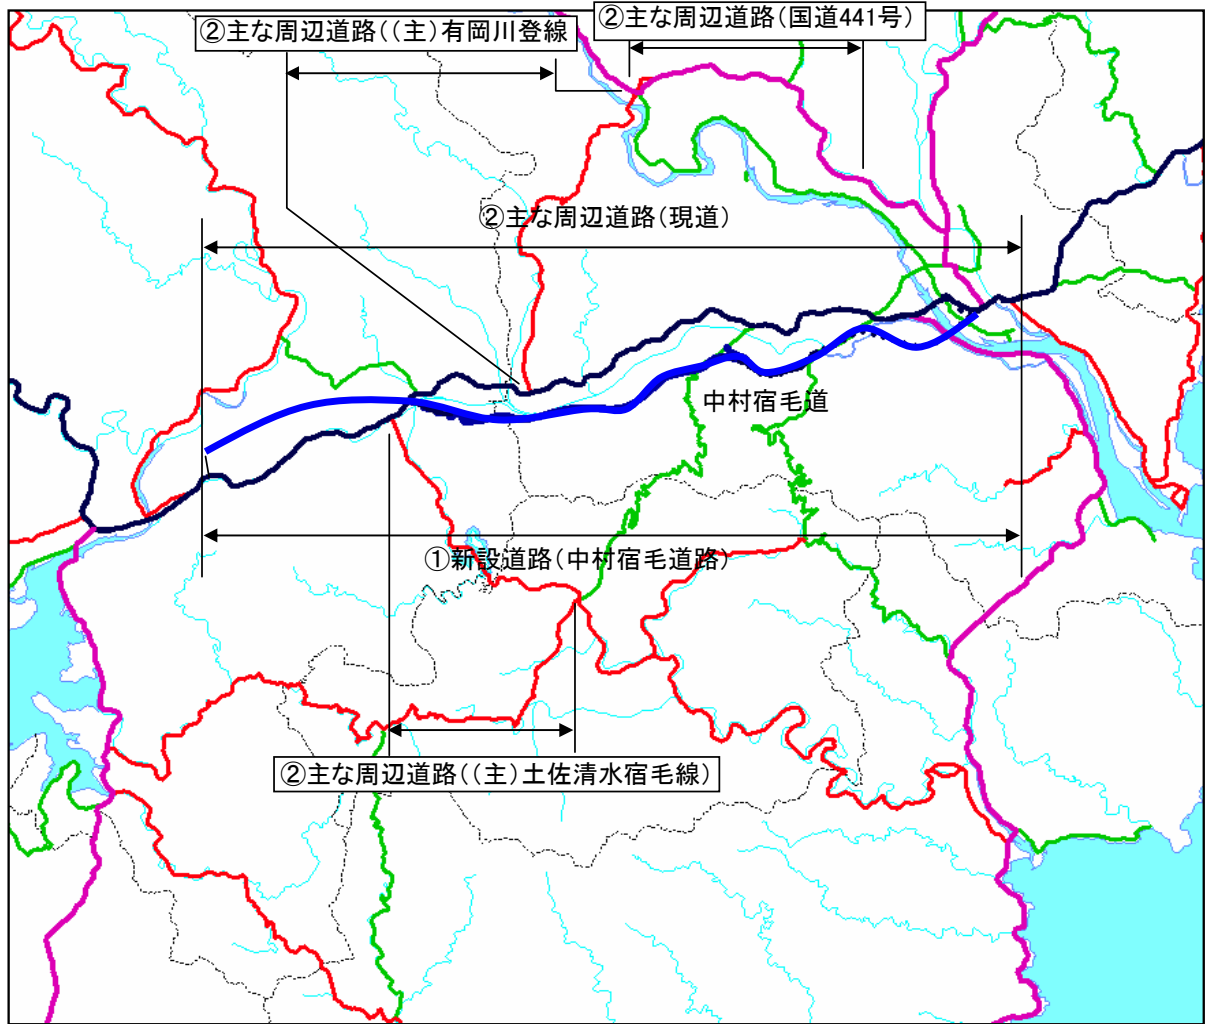 ②主な周辺道路((主)有岡川登線
②主な周辺道路(国道441号)
②主な周辺道路(現道)
中村宿毛道
①新設道路(中村宿毛道路)
②主な周辺道路((主)土佐清水宿毛線)